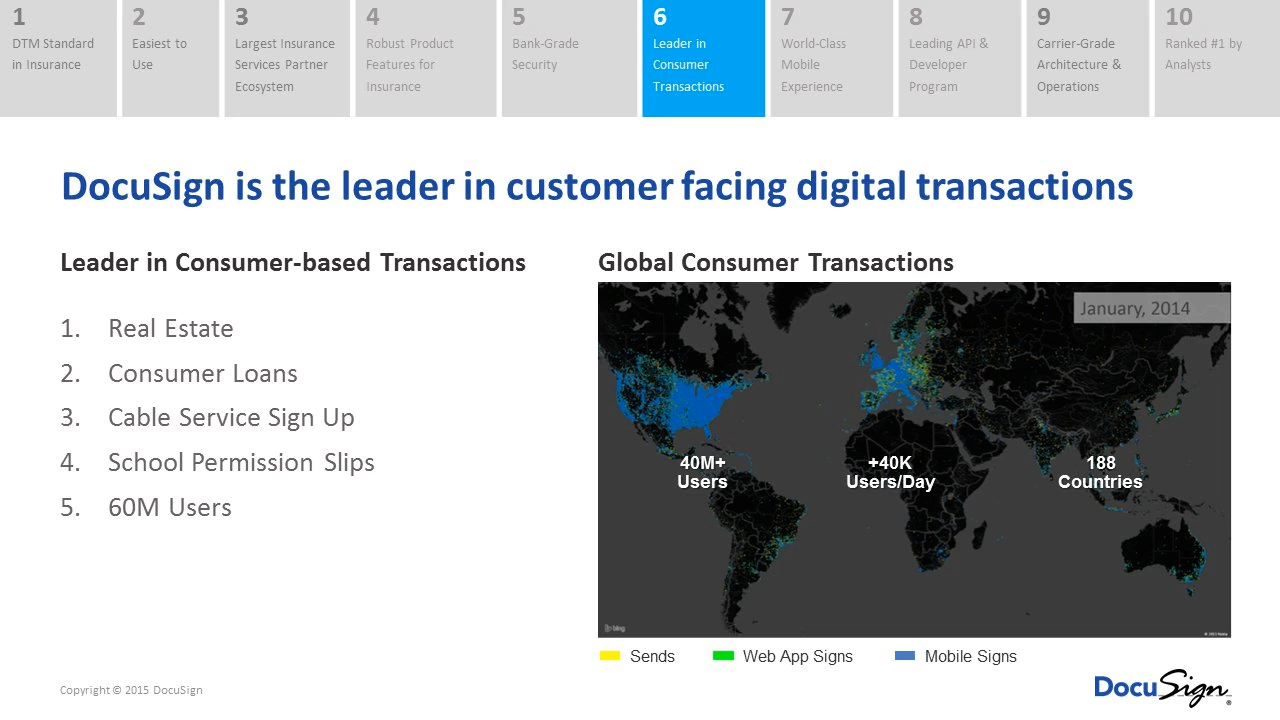 1
DTM Standard
in Insurance
2
Easiest to
Use
3
Largest Insurance
Services Partner
Ecosystem
4
Robust Product
Features for
Insurance
5
Bank-Grade
Security
6
Leader in
Consumer
Transactions
7
World-Class
Mobile
Experience
8
Leading API &
Developer
Program
9
Carrier-Grade
Architecture &
Operations
10
Ranked #1 by
Analysts
DocuSign is the leader in customer facing digital transactions
Leader in Consumer-based Transactions
1. Real Estate
2. Consumer Loans
3. Cable Service Sign Up
4. School Permission Slips
5. 60M Users
Global Consumer Transactions
January, 2014
40M+
Users
+40K
Users/Day
188
Countries
bing
Sends
Web App Signs
Mobile Signs
Copyright © 2015 DocuSign
DocuSign®